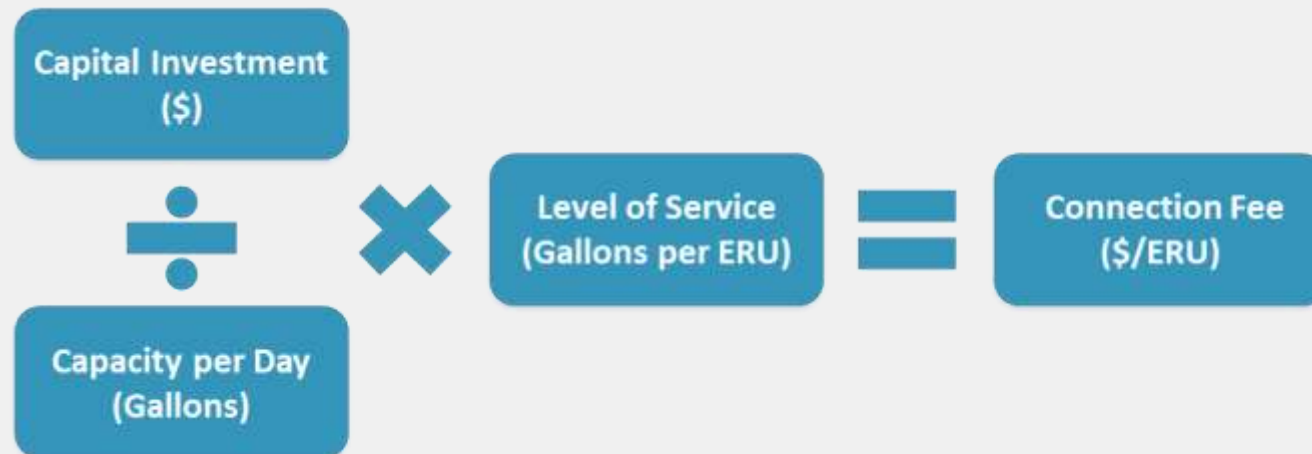 Capital Investment
($)
Capacity per Day
(Gallons)
Level of Service
(Gallons per ERU)
Connection Fee
($/ERU)